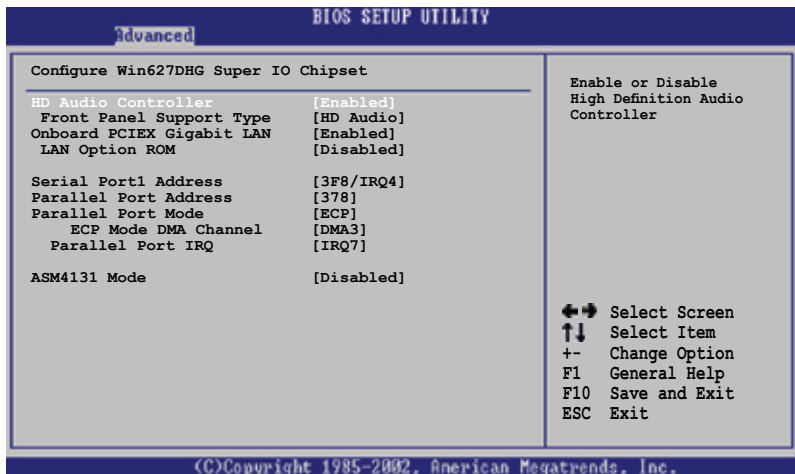 BIOS SETUP UTILITY
Advanced
Configure Win627DHG Super IO Chipset
HD Audio Controller [Enabled]
Front Panel Support Type [HD Audio]
Onboard PCIEX Gigabit LAN [Enabled]
LAN Option ROM [Disabled]
Serial Port1 Address [3F8/IRQ4]
Parallel Port Address [378]
Parallel Port Mode [ECP]
ECP Mode DMA Channel [DMA3]
Parallel Port IRQ [IRQ7]
ASM4131 Mode [Disabled]
Enable or Disable
High Definition Audio
Controller
←→ Select Screen
↑↓ Select Item
+- Change Option
F1 General Help
F10 Save and Exit
ESC Exit
(C)Copyright 1985-2002, American Megatrends, Inc.